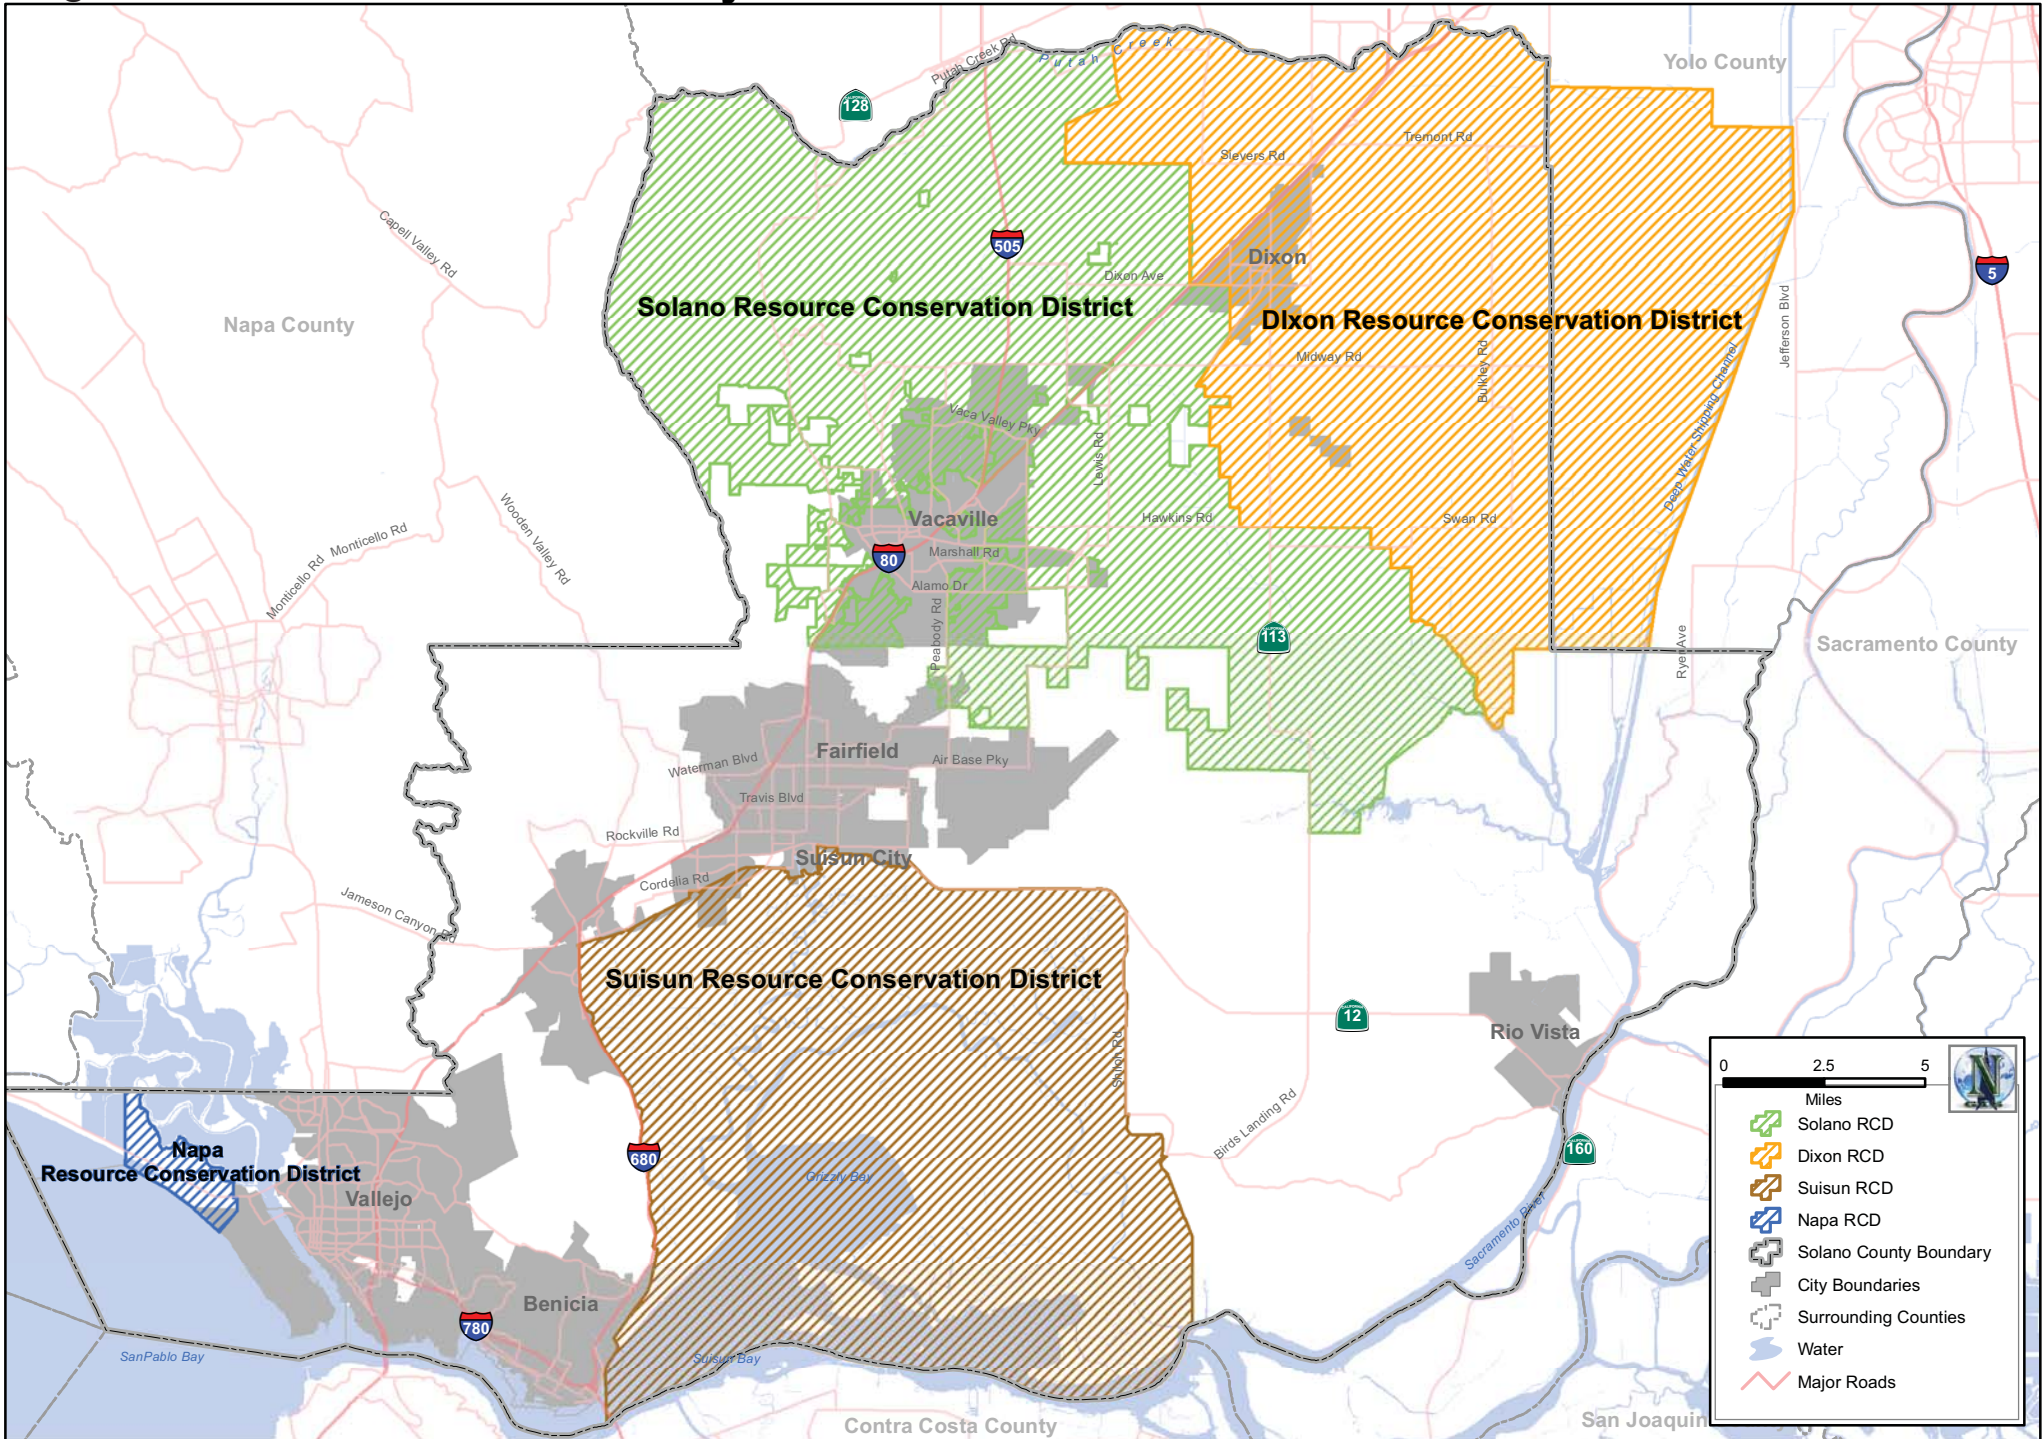 Putah Creek Rd
Putah Creek
Yolo County
128
Tremont Rd
Sievers Rd
Capell Valley Rd
505
Dixon
5
Dixon Ave
Solano Resource Conservation District
DIxon Resource Conservation District
Napa County
Jefferson Blvd
Midway Rd
Bulkley Rd
Deep Water Shipping Channel
Vaca Valley Pky
Lewis Rd
Wooden Valley Rd
Vacaville
Hawkins Rd
Swan Rd
Monticello Rd
Monticello Rd
80
Marshall Rd
Alamo Dr
Peabody Rd
CALIFORNIA
113
Ryer Ave
Sacramento County
Fairfield
Waterman Blvd
Air Base Pky
Travis Blvd
Rockville Rd
Suisun City
Cordelia Rd
Jameson Canyon Rd
Suisun Resource Conservation District
12
Rio Vista
Shiloh Rd
Birds Landing Rd
Napa
Resource Conservation District
680
160
Grizzly Bay
Vallejo
Sacramento River
Benicia
780
SanPablo Bay
Suisun Bay
Contra Costa County
San Joaquin
0 2.5 5
Miles
N
Solano RCD
Dixon RCD
Suisun RCD
Napa RCD
Solano County Boundary
City Boundaries
Surrounding Counties
Water
Major Roads